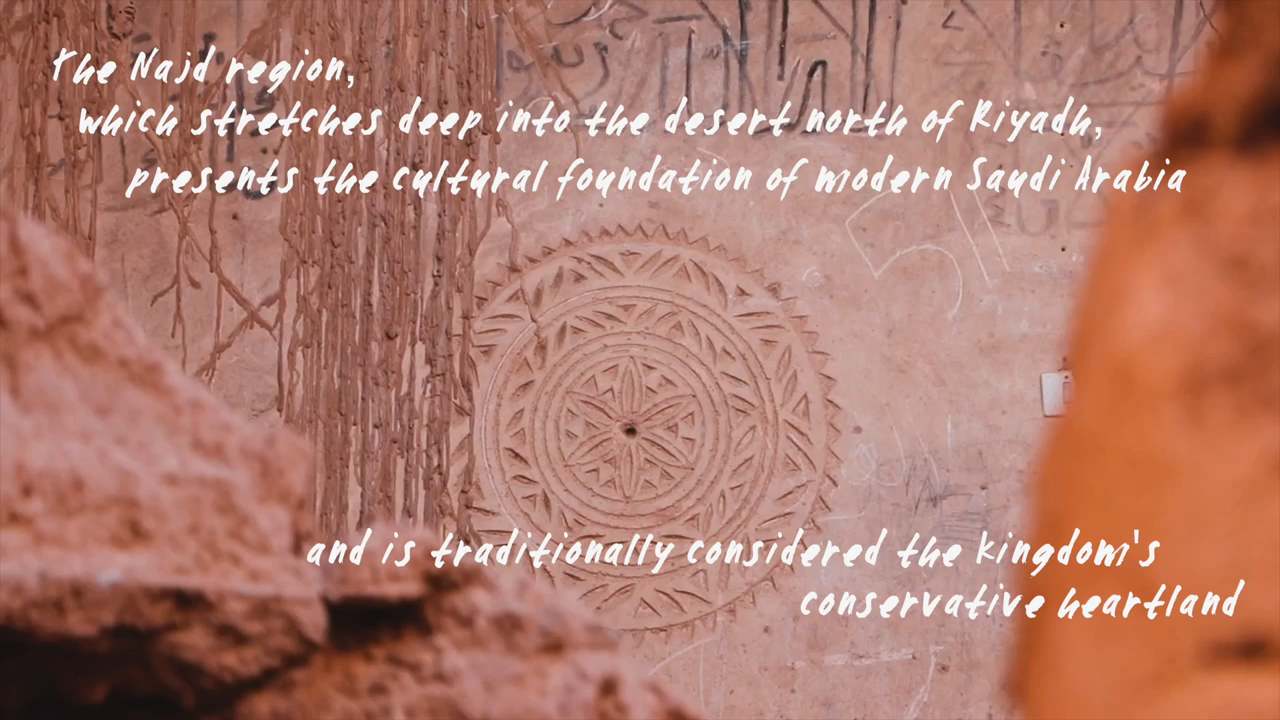 The Najd region,
which stretches deep into the desert north of Riyadh,
presents the cultural foundation of modern Saudi Arabia
and is traditionally considered the kingdom's
conservative heartland